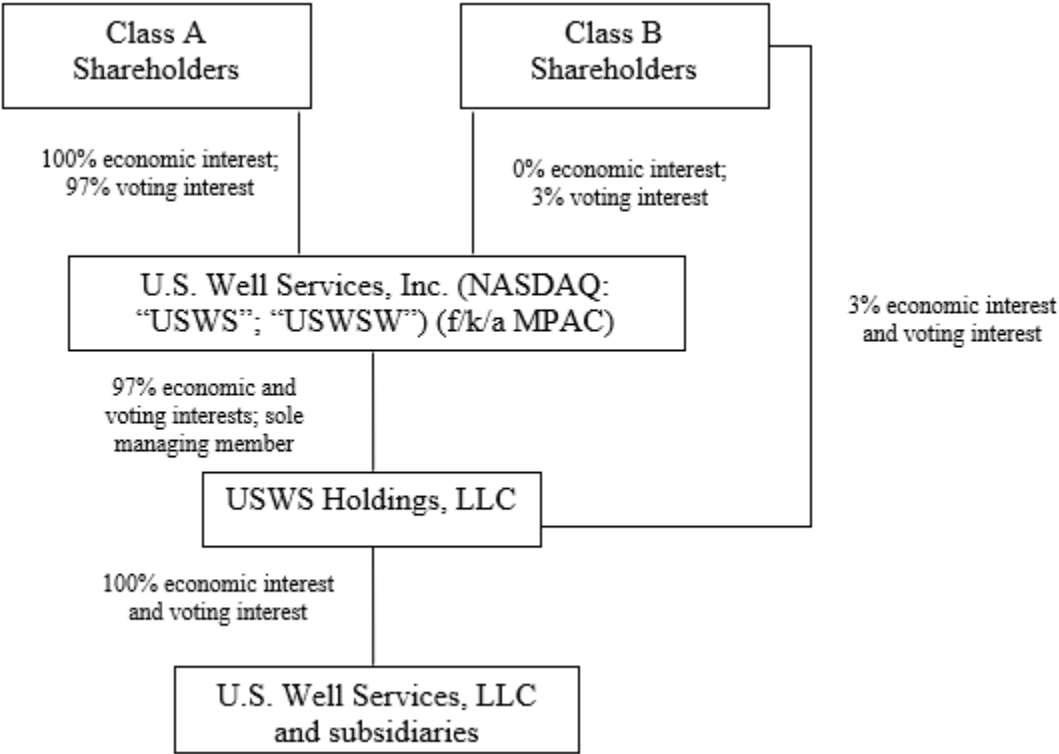 Class A
Shareholders
Class B
Shareholders
100% economic interest;
97% voting interest
0% economic interest;
3% voting interest
U.S. Well Services, Inc. (NASDAQ:
“USWS”; “USWSW”) (f/k/a MPAC)
3% economic interest
and voting interest
97% economic and
voting interests; sole
managing member
USWS Holdings, LLC
100% economic interest
and voting interest
U.S. Well Services, LLC
and subsidiaries